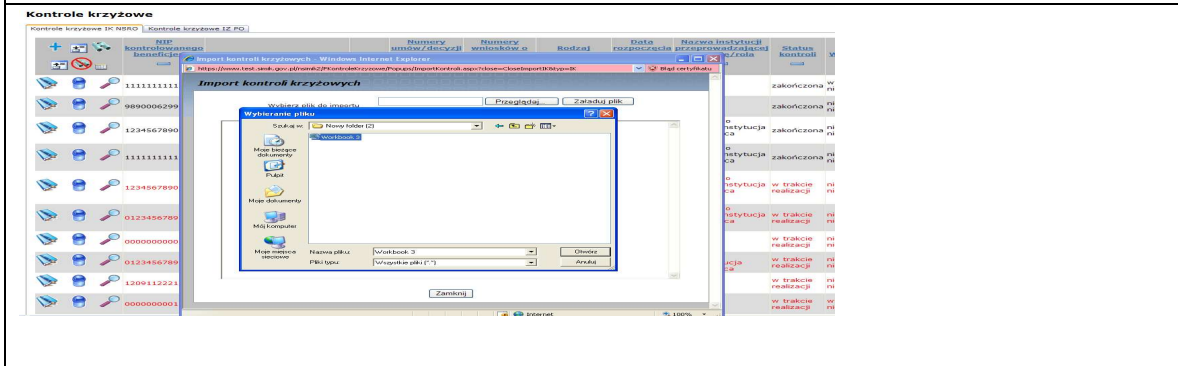 Kontrole krzyżowe
Kontrole krzyżowe IK NSRO Kontrole krzyżowe IZ PO
NIP kontrolowanego
Numery umów/decyzji
Numery wniosków o
Rodzaj
Data rozpoczęcia
Nazwa instytucji przeprowadzającej
Status kontroli
Import kontroli krzyżowych - Windows Internet Explorer
Błąd certyfikatu
Import kontroli krzyżowych
Wybierz plik do importu
Przeglądaj...
Załaduj plik
Wybieranie pliku
Szukaj w:
Nowy folder (2)
Workbook 3
Moje bieżące dokumenty
Pulpit
Moje dokumenty
Mój komputer
Moje miejsca sieciowe
Nazwa pliku:
Workbook 3
Otwórz
Pliki typu:
Wszystkie pliki (*.*)
Anuluj
Zamknij
Internet
100%
1111111111
zakończona
9890006299
zakończona
1234567890
zakończona
1111111111
zakończona
1234567890
w trakcie realizacji
0123456789
w trakcie realizacji
0000000000
w trakcie realizacji
0123456789
w trakcie realizacji
1209112221
w trakcie realizacji
0000000001
w trakcie realizacji